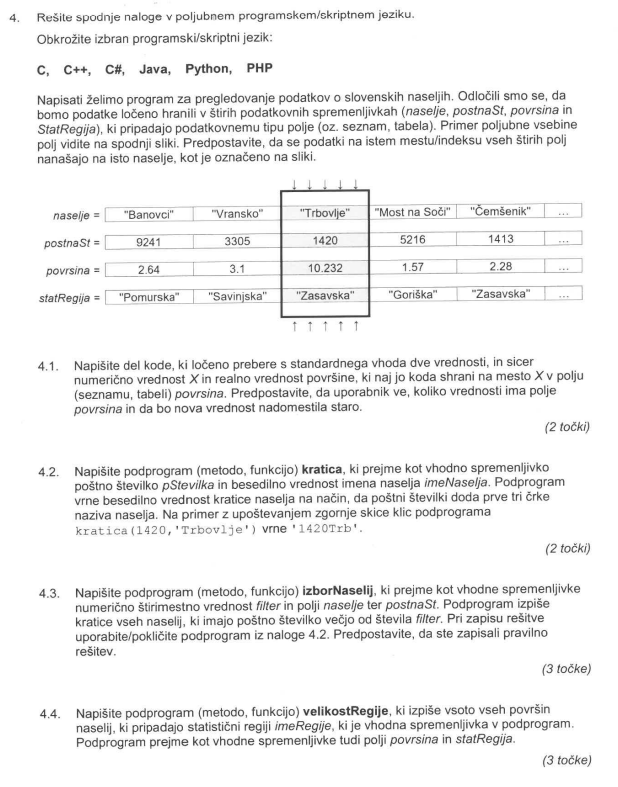 4. Rešite spodnje naloge v poljubnem programskem/skriptnem jeziku.
Obkrožite izbran programski/skriptni jezik:
C, C++, C#, Java, Python, PHP
Napisati želimo program za pregledovanje podatkov o slovenskih naseljih. Odločili smo se, da
bomo podatke ločeno hranili v štirih podatkovnih spremenljivkah (naselje, postnaSt, povrsina in
StatRegija), ki pripadajo podatkovnemu tipu polje (oz. seznam, tabela). Primer poljubne vsebine
polj vidite na spodnji sliki. Predpostavite, da se podatki na istem mestu/indeksu vseh štirih polj
nanašajo na isto naselje, kot je označeno na sliki.
↓ ↓ ↓ ↓ ↓
naselje = "Banovci" "Vransko" "Trbovlje" "Most na Soči" "Čemšenik" ...
postnaSt = 9241 3305 1420 5216 1413 ...
povrsina = 2.64 3.1 10.232 1.57 2.28 ...
statRegija = "Pomurska" "Savinjska" "Zasavska" "Goriška" "Zasavska" ...
↑ ↑ ↑ ↑ ↑
4.1. Napišite del kode, ki ločeno prebere s standardnega vhoda dve vrednosti, in sicer
numerično vrednost X in realno vrednost površine, ki naj jo koda shrani na mesto X v polju
(seznamu, tabeli) povrsina. Predpostavite, da uporabnik ve, koliko vrednosti ima polje
povrsina in da bo nova vrednost nadomestila staro.
(2 točki)
4.2. Napišite podprogram (metodo, funkcijo) kratica, ki prejme kot vhodno spremenljivko
poštno številko pStevilka in besedilno vrednost imena naselja imeNaselja. Podprogram
vrne besedilno vrednost kratice naselja na način, da poštni številki doda prve tri črke
naziva naselja. Na primer z upoštevanjem zgornje skice klic podprograma
kratica(1420,'Trbovlje') vrne '1420Trb'.
(2 točki)
4.3. Napišite podprogram (metodo, funkcijo) izborNaselij, ki prejme kot vhodne spremenljivke
numerično štirimestno vrednost filter in polji naselje ter postnaSt. Podprogram izpiše
kratice vseh naselij, ki imajo poštno številko večjo od števila filter. Pri zapisu rešitve
uporabite/pokličite podprogram iz naloge 4.2. Predpostavite, da ste zapisali pravilno
rešitev.
(3 točke)
4.4. Napišite podprogram (metodo, funkcijo) velikostRegije, ki izpiše vsoto vseh površin
naselij, ki pripadajo statistični regiji imeRegije, ki je vhodna spremenljivka v podprogram.
Podprogram prejme kot vhodne spremenljivke tudi polji povrsina in statRegija.
(3 točke)